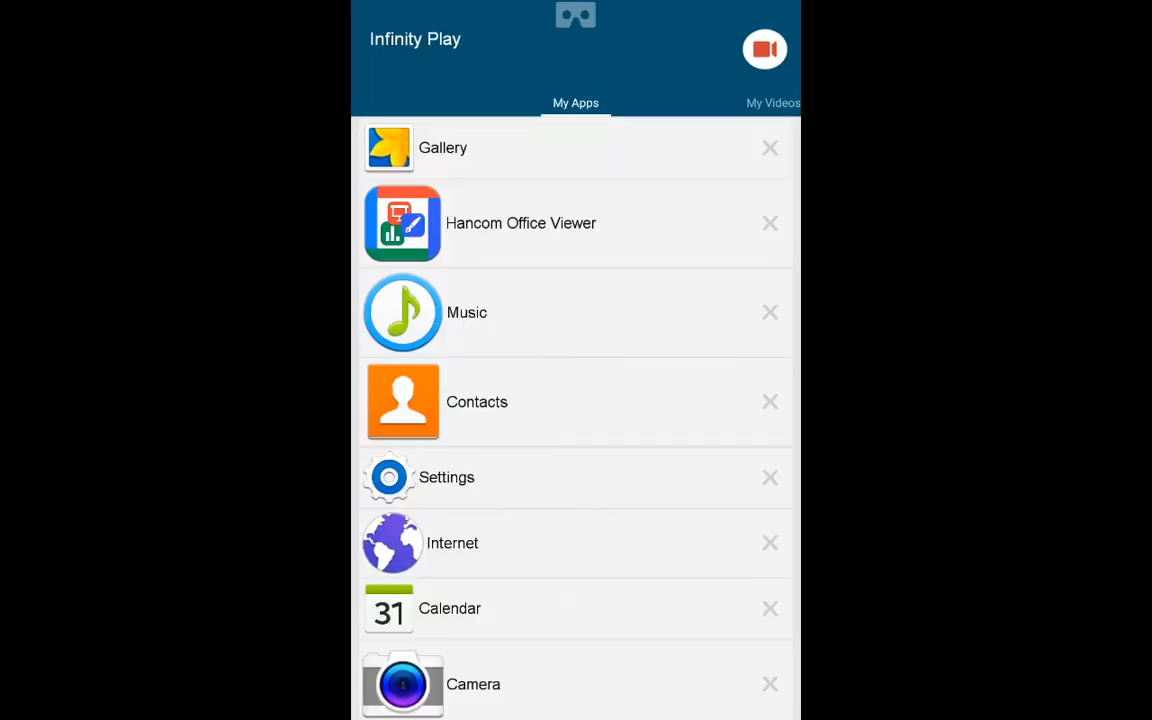 Infinity Play
My Apps
My Videos
Gallery
Hancom Office Viewer
Music
Contacts
Settings
Internet
31
Calendar
Camera